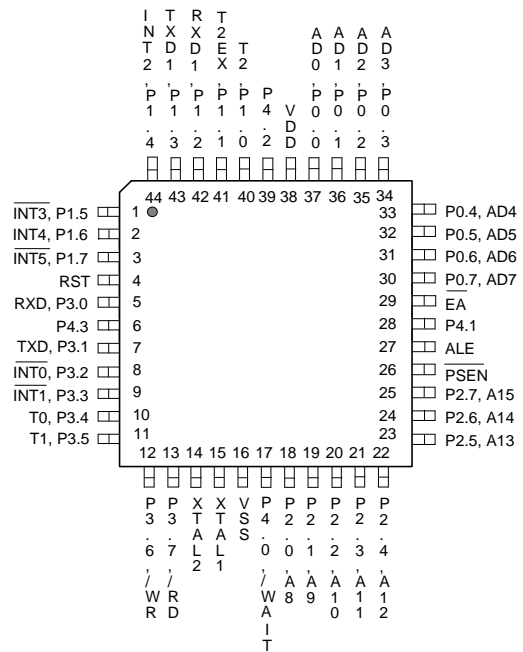 INT2, P1.4
TXD1, P1.3
RXD1, P1.2
T2EX, P1.1
T2, P1.0
P4.2
VDD
AD0, P0.0
AD1, P0.1
AD2, P0.2
AD3, P0.3
44 43 42 41 40 39 38 37 36 35 34
INT3, P1.5 1
INT4, P1.6 2
INT5, P1.7 3
RST 4
RXD, P3.0 5
P4.3 6
TXD, P3.1 7
INT0, P3.2 8
INT1, P3.3 9
T0, P3.4 10
T1, P3.5 11
33 P0.4, AD4
32 P0.5, AD5
31 P0.6, AD6
30 P0.7, AD7
29 EA
28 P4.1
27 ALE
26 PSEN
25 P2.7, A15
24 P2.6, A14
23 P2.5, A13
12 13 14 15 16 17 18 19 20 21 22
P3.6, /WR
P3.7, /RD
XTAL2
XTAL1
VSS
P4.0, /WAIT
P2.0, A8
P2.1, A9
P2.2, A10
P2.3, A11
P2.4, A12